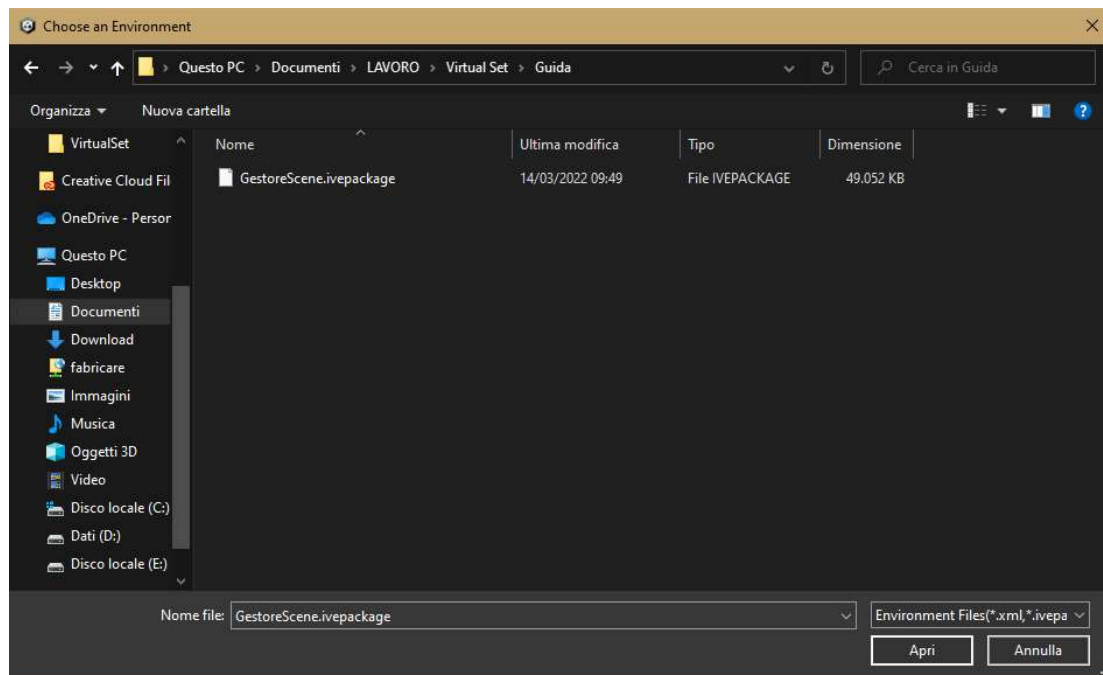 Choose an Environment
Questo PC > Documenti > LAVORO > Virtual Set > Guida
Cerca in Guida
Organizza
Nuova cartella
VirtualSet
Creative Cloud Fil
OneDrive - Person
Questo PC
Desktop
Documenti
Download
fabricare
Immagini
Musica
Oggetti 3D
Video
Disco locale (C:)
Dati (D:)
Disco locale (E:)
Nome Ultima modifica Tipo Dimensione
GestoreScene.ivepackage 14/03/2022 09:49 File IVEPACKAGE 49.052 KB
Nome file: GestoreScene.ivepackage
Environment Files(*.xml,*.ivepa
Apri Annulla